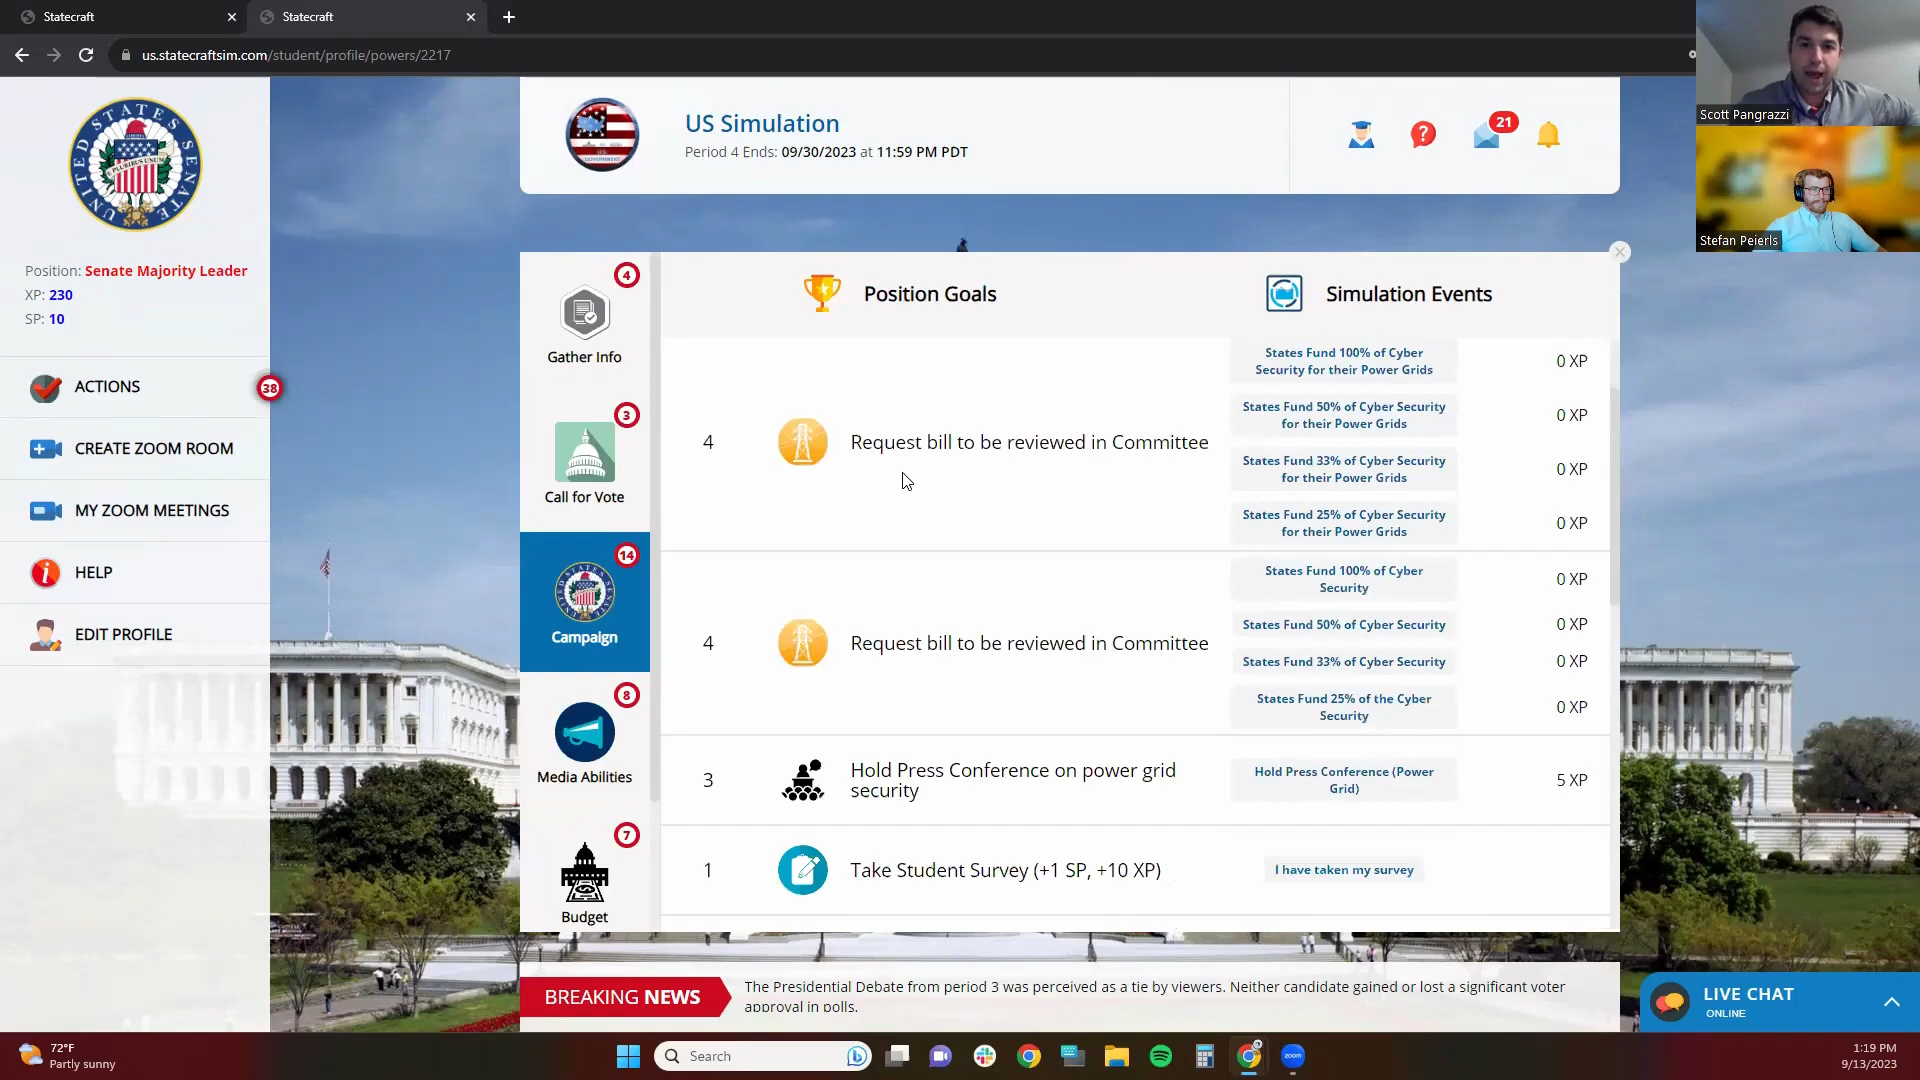 Statecraft
Statecraft
us.statecraftsim.com/student/profile/powers/2217
UNITED STATES SENATE
E PLURIBUS UNUM
Position: Senate Majority Leader
XP: 230
SP: 10
ACTIONS
38
CREATE ZOOM ROOM
MY ZOOM MEETINGS
HELP
EDIT PROFILE
US Simulation
Period 4 Ends: 09/30/2023 at 11:59 PM PDT
21
Scott Pangrazzi
Stefan Peierls
4
Gather Info
3
Call for Vote
14
Campaign
8
Media Abilities
7
Budget
Position Goals
Simulation Events
4
Request bill to be reviewed in Committee
States Fund 100% of Cyber
Security for their Power Grids
0 XP
States Fund 50% of Cyber Security
for their Power Grids
0 XP
States Fund 33% of Cyber Security
for their Power Grids
0 XP
States Fund 25% of Cyber Security
for their Power Grids
0 XP
4
Request bill to be reviewed in Committee
States Fund 100% of Cyber
Security
0 XP
States Fund 50% of Cyber Security
0 XP
States Fund 33% of Cyber Security
0 XP
States Fund 25% of the Cyber
Security
0 XP
3
Hold Press Conference on power grid
security
Hold Press Conference (Power
Grid)
5 XP
1
Take Student Survey (+1 SP, +10 XP)
I have taken my survey
BREAKING NEWS
The Presidential Debate from period 3 was perceived as a tie by viewers. Neither candidate gained or lost a significant voter
approval in polls.
LIVE CHAT
ONLINE
72°F
Partly sunny
Search
zoom
1:19 PM
9/13/2023